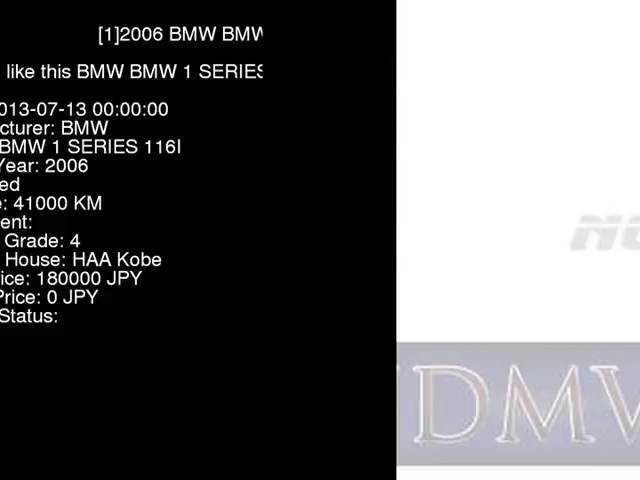 [1]2006 BMW BMW
like this BMW BMW 1 SERIES
013-07-13 00:00:00
cturer: BMW
BMW 1 SERIES 116I
Year: 2006
ed
e: 41000 KM
ent:
Grade: 4
House: HAA Kobe
ice: 180000 JPY
Price: 0 JPY
Status:
NO
DMV